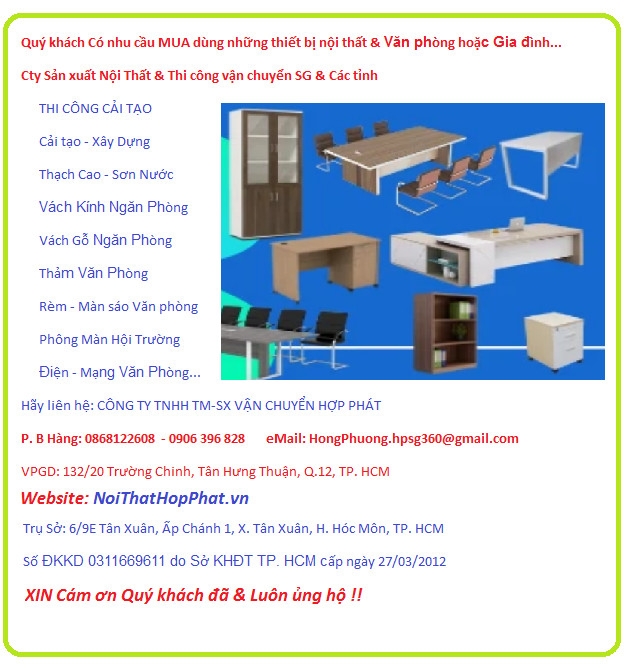 Quý khách Có nhu cầu MUA dùng những thiết bị nội thất & Văn phòng hoặc Gia đình...
Cty Sản xuất Nội Thất & Thi công vận chuyển SG & Các tỉnh
THI CÔNG CẢI TẠO
Cải tạo - Xây Dựng
Thạch Cao - Sơn Nước
Vách Kính Ngăn Phòng
Vách Gỗ Ngăn Phòng
Thảm Văn Phòng
Rèm - Màn sáo Văn phòng
Phông Màn Hội Trường
Điện - Mạng Văn Phòng...
Hãy liên hệ: CÔNG TY TNHH TM-SX VẬN CHUYỂN HỢP PHÁT
P. B Hàng: 0868122608 - 0906 396 828 eMail: HongPhuong.hpsg360@gmail.com
VPGD: 132/20 Trường Chinh, Tân Hưng Thuận, Q.12, TP. HCM
Website: NoiThatHopPhat.vn
Trụ Sở: 6/9E Tân Xuân, Ấp Chánh 1, X. Tân Xuân, H. Hóc Môn, TP. HCM
Số ĐKKD 0311669611 do Sở KHĐT TP. HCM cấp ngày 27/03/2012
XIN Cám ơn Quý khách đã & Luôn ủng hộ !!